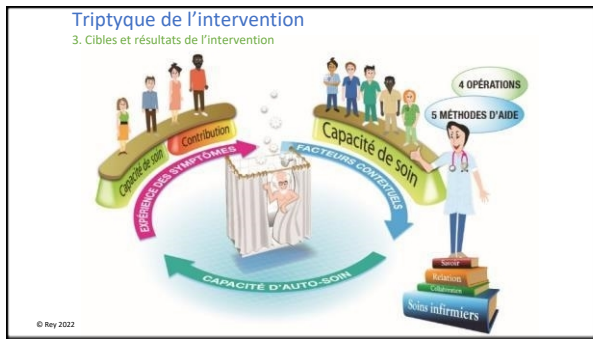 Triptyque de l'intervention
3. Cibles et résultats de l'intervention
4 OPÉRATIONS
5 MÉTHODES D'AIDE
Capacité de soin
Contribution
Capacité de soin
EXPÉRIENCE DES SYMPTÔMES
FACTEURS CONTEXTUELS
CAPACITÉ D'AUTO-SOIN
Savoir
Relation
Collaboration
Soins infirmiers
© Rey 2022